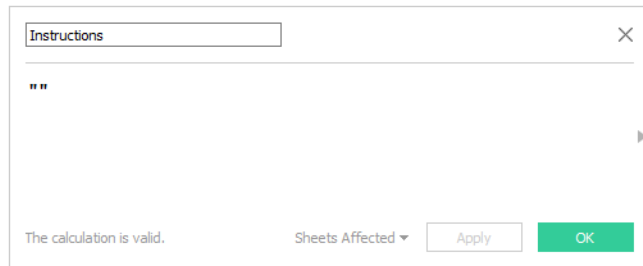 Instructions
""
The calculation is valid.
Sheets Affected
Apply
OK